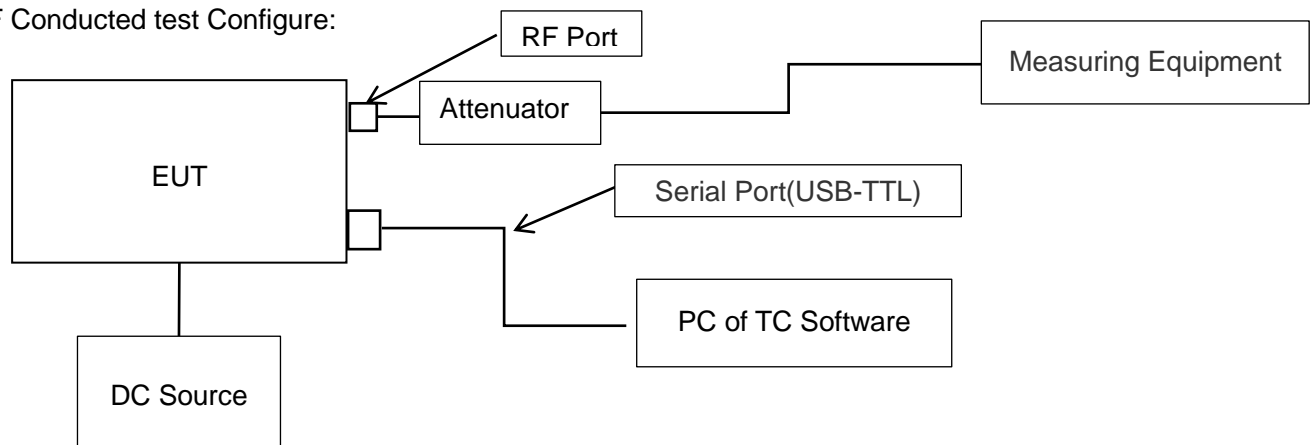 Conducted test Configure:
RF Port
Measuring Equipment
Attenuator
EUT
Serial Port(USB-TTL)
PC of TC Software
DC Source